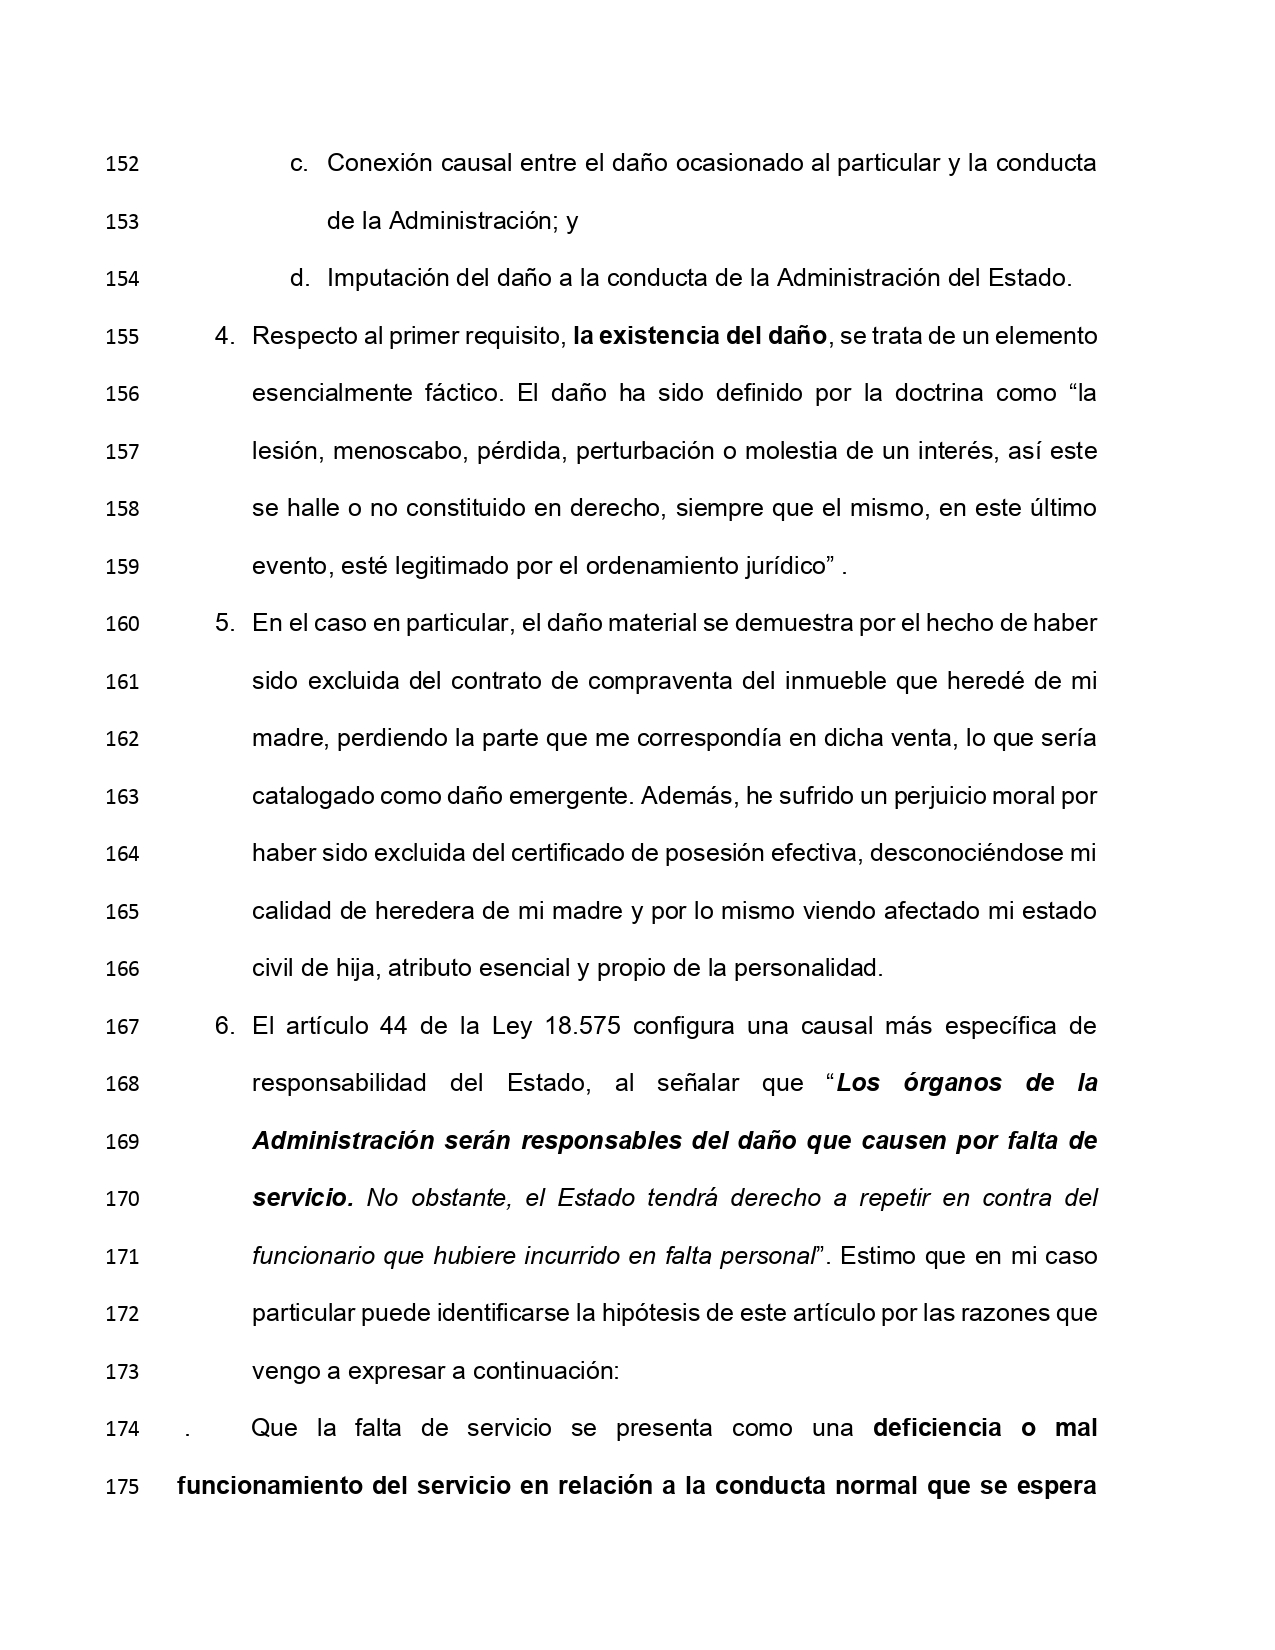 152 c. Conexión causal entre el daño ocasionado al particular y la conducta
153 de la Administración; y
154 d. Imputación del daño a la conducta de la Administración del Estado.
155 4. Respecto al primer requisito, la existencia del daño, se trata de un elemento
156 esencialmente fáctico. El daño ha sido definido por la doctrina como “la
157 lesión, menoscabo, pérdida, perturbación o molestia de un interés, así este
158 se halle o no constituido en derecho, siempre que el mismo, en este último
159 evento, esté legitimado por el ordenamiento jurídico” .
160 5. En el caso en particular, el daño material se demuestra por el hecho de haber
161 sido excluida del contrato de compraventa del inmueble que heredé de mi
162 madre, perdiendo la parte que me correspondía en dicha venta, lo que sería
163 catalogado como daño emergente. Además, he sufrido un perjuicio moral por
164 haber sido excluida del certificado de posesión efectiva, desconociéndose mi
165 calidad de heredera de mi madre y por lo mismo viendo afectado mi estado
166 civil de hija, atributo esencial y propio de la personalidad.
167 6. El artículo 44 de la Ley 18.575 configura una causal más específica de
168 responsabilidad del Estado, al señalar que “Los órganos de la
169 Administración serán responsables del daño que causen por falta de
170 servicio. No obstante, el Estado tendrá derecho a repetir en contra del
171 funcionario que hubiere incurrido en falta personal”. Estimo que en mi caso
172 particular puede identificarse la hipótesis de este artículo por las razones que
173 vengo a expresar a continuación:
174 . Que la falta de servicio se presenta como una deficiencia o mal
175 funcionamiento del servicio en relación a la conducta normal que se espera